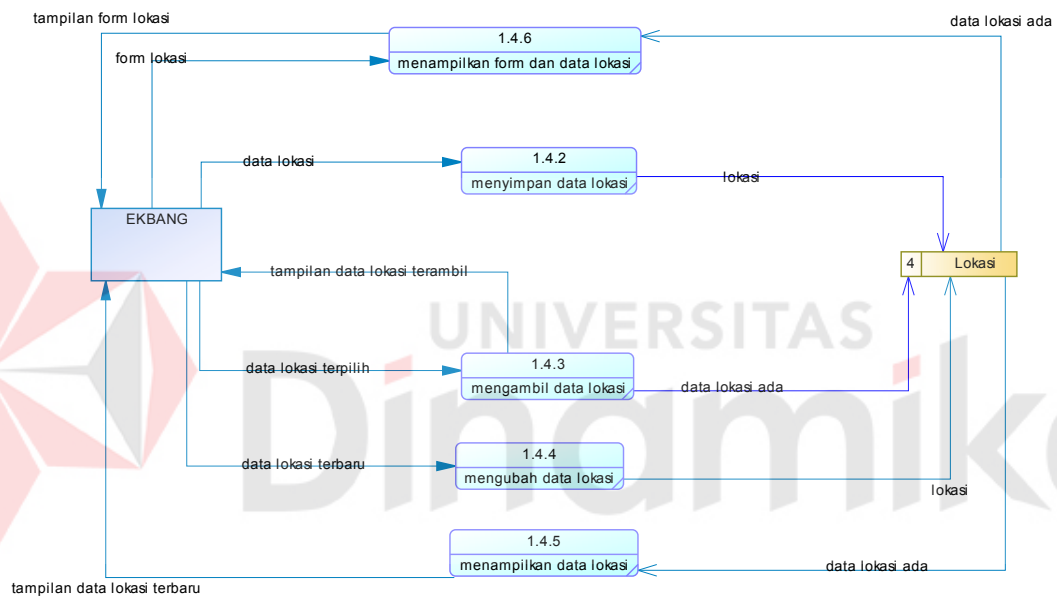 tampilan form lokasi
data lokasi ada
1.4.6
form lokasi
menampilkan form dan data lokasi
1.4.2
data lokasi
menyimpan data lokasi
lokasi
EKBANG
4 Lokasi
tampilan data lokasi terambil
UNIVERSITAS
Dinamika
1.4.3
data lokasi terpilih
mengambil data lokasi
data lokasi ada
1.4.4
data lokasi terbaru
mengubah data lokasi
lokasi
1.4.5
menampilkan data lokasi
data lokasi ada
tampilan data lokasi terbaru